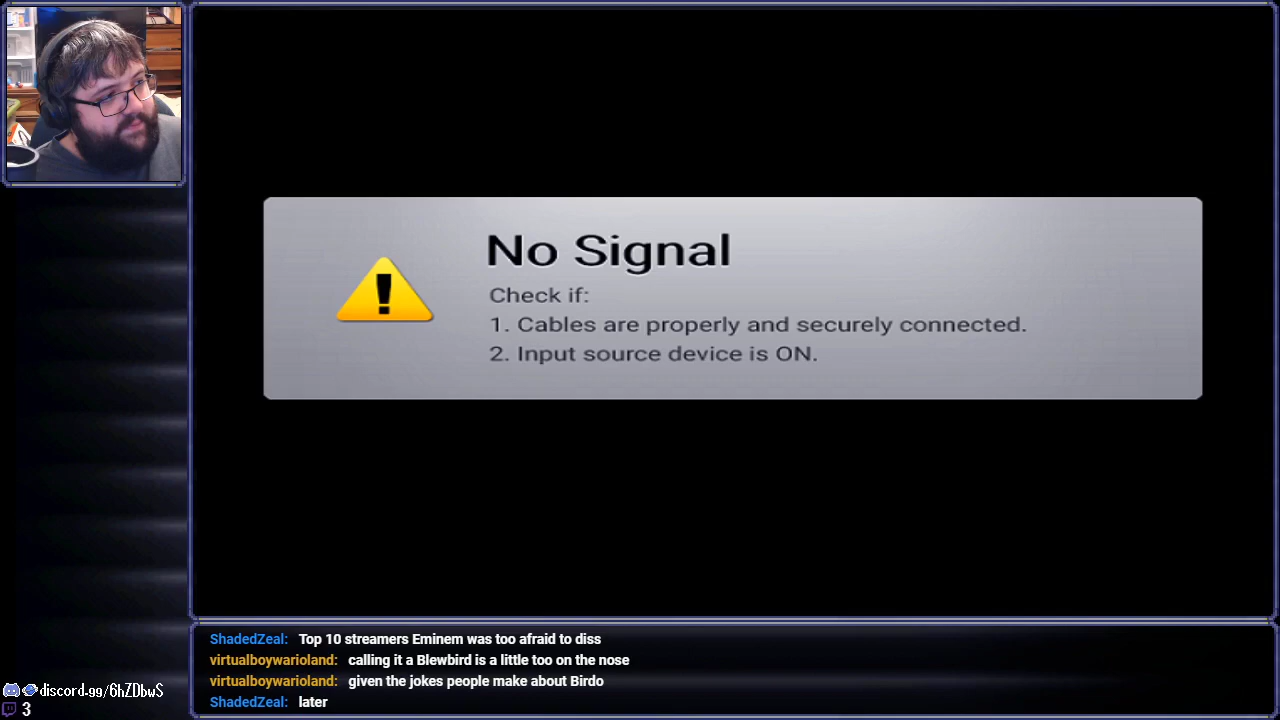 No Signal
Check if:
1. Cables are properly and securely connected.
2. Input source device is ON.
ShadedZeal: Top 10 streamers Eminem was too afraid to diss
virtualboywarioland: calling it a Blewbird is a little too on the nose
virtualboywarioland: given the jokes people make about Birdo
ShadedZeal: later
discord.gg/6hZDbwS
3